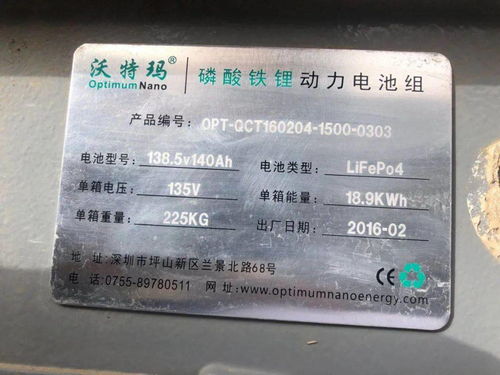 沃特玛®
OptimumNano
磷酸铁锂动力电池组
产品编号: OPT-QCT160204-1500-0303
电池型号: 138.5v140Ah 电池类型: LiFePo4
单箱电压: 135V 单箱能量: 18.9KWh
单箱重量: 225KG 出厂日期: 2016-02
地 址:深圳市坪山新区兰景北路68号
电 话:0755-89780511 网址:www.optimumnanoenergy.com
CE